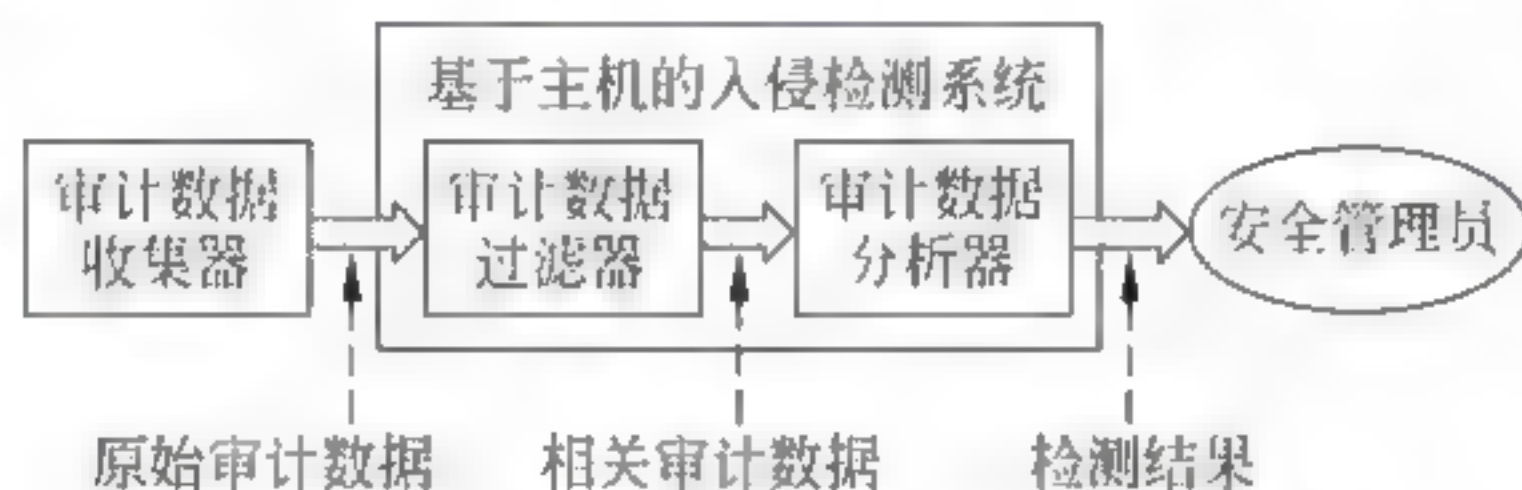 基于主机的入侵检测系统
审计数据
收集器
审计数据
过滤器
审计数据
分析器
安全管理员
原始审计数据
相关审计数据
检测结果